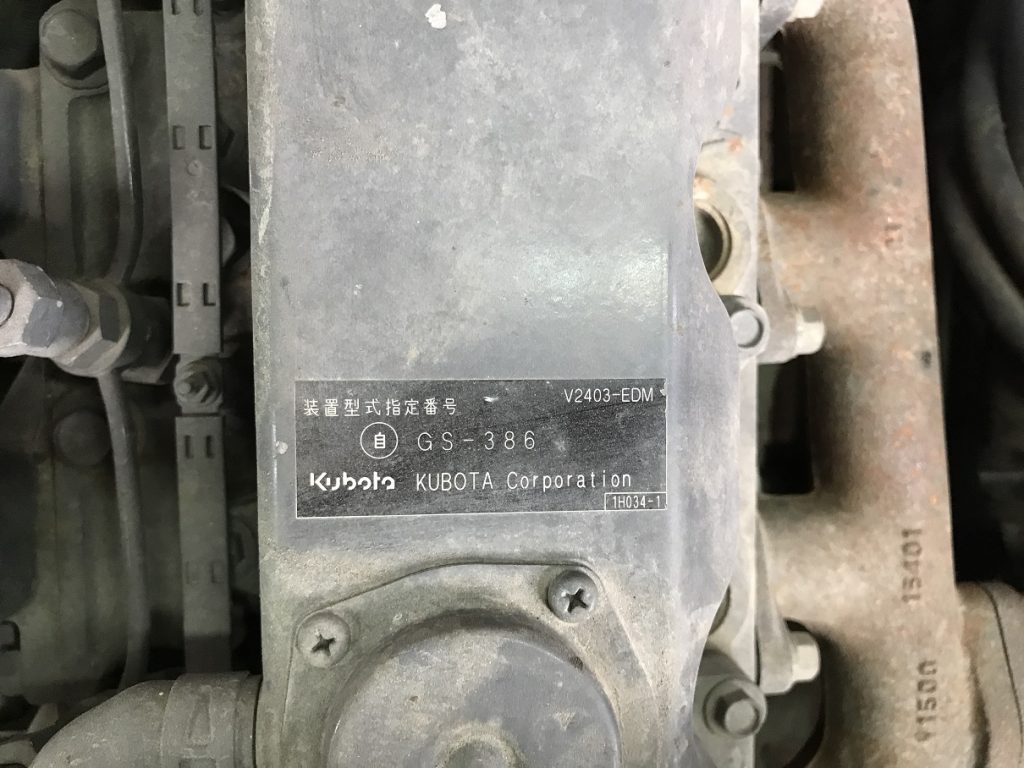 装置型式指定番号 V2403-EDM
自 GS-386
Kubota KUBOTA Corporation
1H034-1
15401